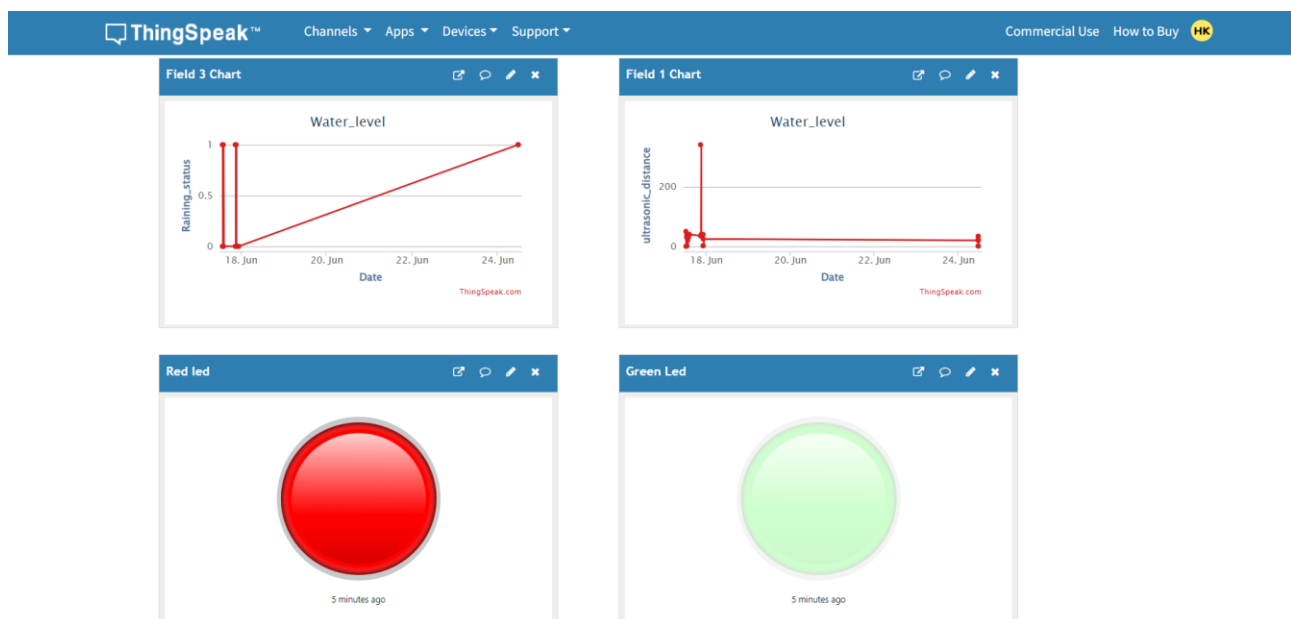 ThingSpeak™ Channels Apps Devices Support Commercial Use How to Buy HK
Field 3 Chart
Water_level
Raining_status
1
0.5
0
18. Jun 20. Jun 22. Jun 24. Jun
Date
ThingSpeak.com
Field 1 Chart
Water_level
ultrasonic_distance
200
0
18. Jun 20. Jun 22. Jun 24. Jun
Date
ThingSpeak.com
Red led
5 minutes ago
Green Led
5 minutes ago